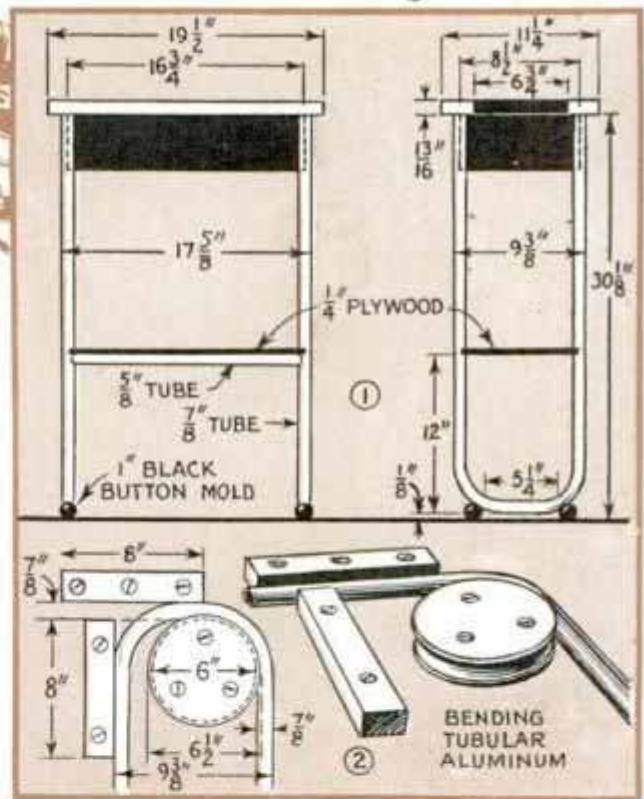 19 1/2"
16 3/4"
11 1/4"
8 1/2"
6 3/4"
13/16"
17 5/8"
9 3/8"
30 1/8"
1/4" PLYWOOD
5/8" TUBE
7/8" TUBE
①
12"
1" BLACK
BUTTON MOLD
1/8"
5 1/4"
8"
7/8"
8"
6"
7/8"
6 1/2"
9 3/8"
②
BENDING
TUBULAR
ALUMINUM